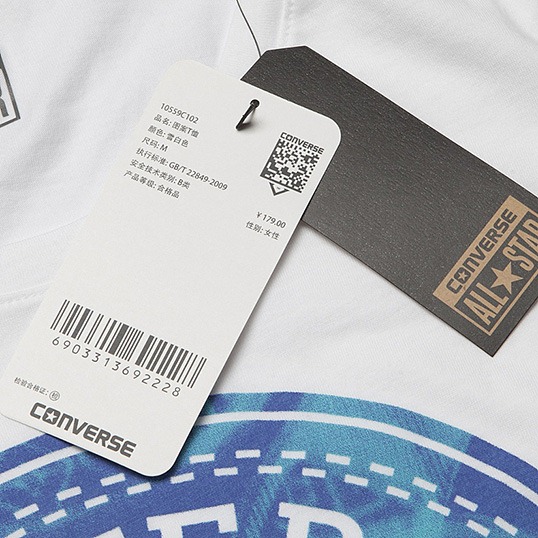 10559C102
品名: 图案T恤
颜色: 雪白色
尺码: M
执行标准: GB/T 22849-2009
安全技术类别: B类
产品等级: 合格品
CONVERSE
¥ 179.00
性别: 女性
6903313692228
检验合格证: 检
CONVERSE
CONVERSE
ALL STAR